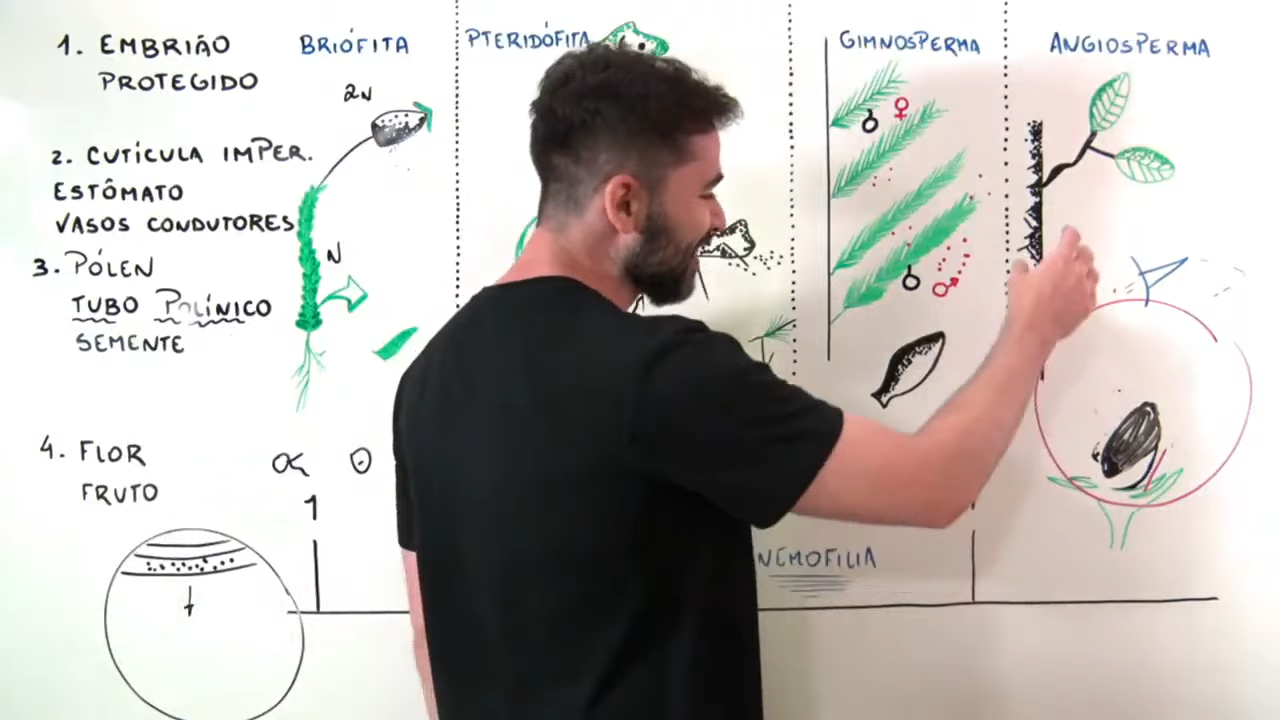 1. EMBRIÃO
PROTEGIDO
2. CUTÍCULA IMPER.
ESTÔMATO
VASOS CONDUTORES
3. PÓLEN
TUBO POLÍNICO
SEMENTE
4. FLOR
FRUTO
BRIÓFITA
2N
N
1
PTERIDÓFITA
GIMNOSPERMA
♀
♂
NEMOFILIA
ANGIOSPERMA